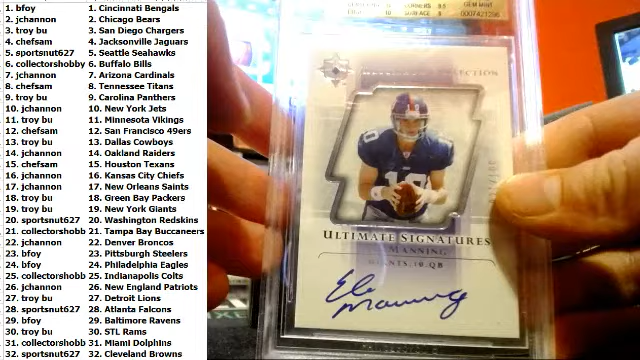 1. bfoy 1. Cincinnati Bengals
2. jchannon 2. Chicago Bears
3. troy bu 3. San Diego Chargers
4. chefsam 4. Jacksonville Jaguars
5. sportsnut627 5. Seattle Seahawks
6. collectorshobby 6. Buffalo Bills
7. jchannon 7. Arizona Cardinals
8. chefsam 8. Tennessee Titans
9. troy bu 9. Carolina Panthers
10. jchannon 10. New York Jets
11. troy bu 11. Minnesota Vikings
12. chefsam 12. San Francisco 49ers
13. troy bu 13. Dallas Cowboys
14. jchannon 14. Oakland Raiders
15. chefsam 15. Houston Texans
16. jchannon 16. Kansas City Chiefs
17. jchannon 17. New Orleans Saints
18. troy bu 18. Green Bay Packers
19. troy bu 19. New York Giants
20. sportsnut627 20. Washington Redskins
21. collectorshobb 21. Tampa Bay Buccaneers
22. jchannon 22. Denver Broncos
23. bfoy 23. Pittsburgh Steelers
24. bfoy 24. Philadelphia Eagles
25. collectorshobb 25. Indianapolis Colts
26. jchannon 26. New England Patriots
27. troy bu 27. Detroit Lions
28. sportsnut627 28. Atlanta Falcons
29. bfoy 29. Baltimore Ravens
30. troy bu 30. STL Rams
31. collectorshobb 31. Miami Dolphins
32. sportsnut627 32. Cleveland Browns
GEM MINT
10
10
ULTIMATE SIGNATURES
MANNING
GIANTS 10 QB
Eli Manning